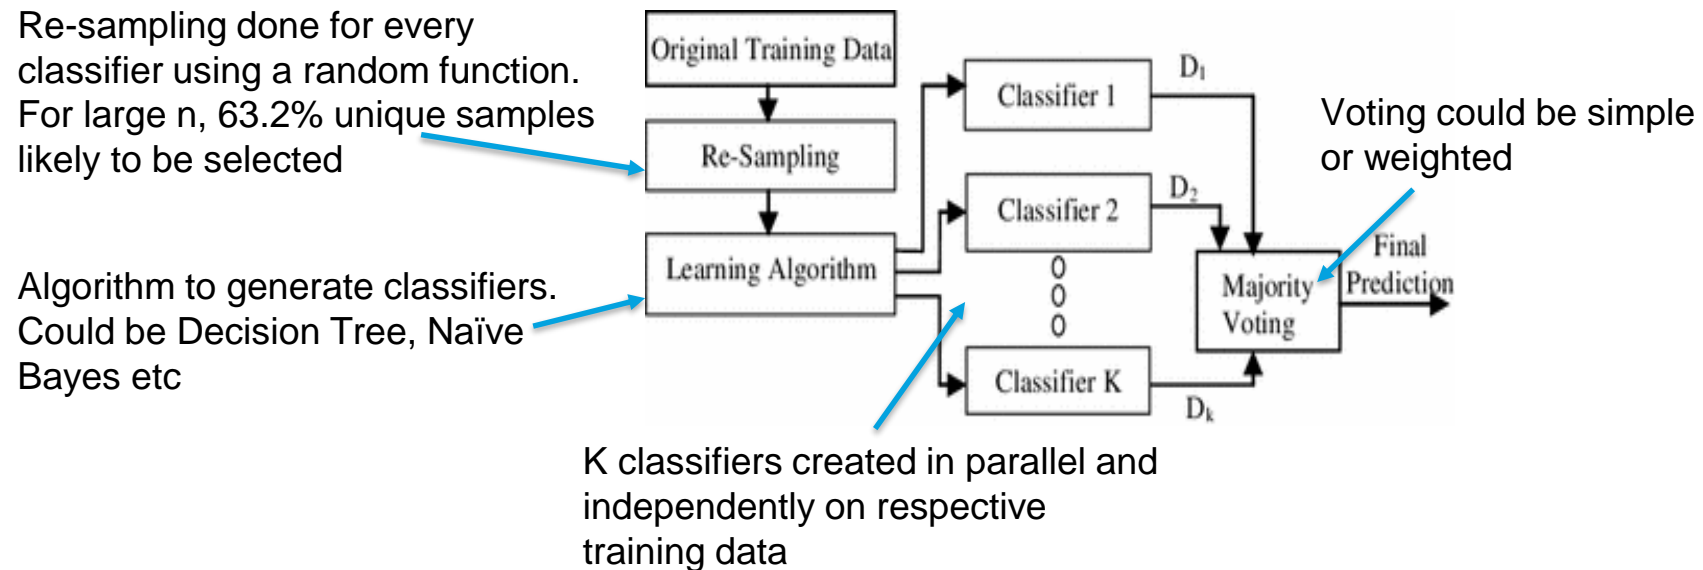 Re-sampling done for every
classifier using a random function.
For large n, 63.2% unique samples
likely to be selected
Algorithm to generate classifiers.
Could be Decision Tree, Naïve
Bayes etc
Original Training Data
Re-Sampling
Learning Algorithm
Classifier 1
Classifier 2
Classifier K
D₁
D₂
Dₖ
Majority
Voting
Final
Prediction
Voting could be simple
or weighted
K classifiers created in parallel and
independently on respective
training data